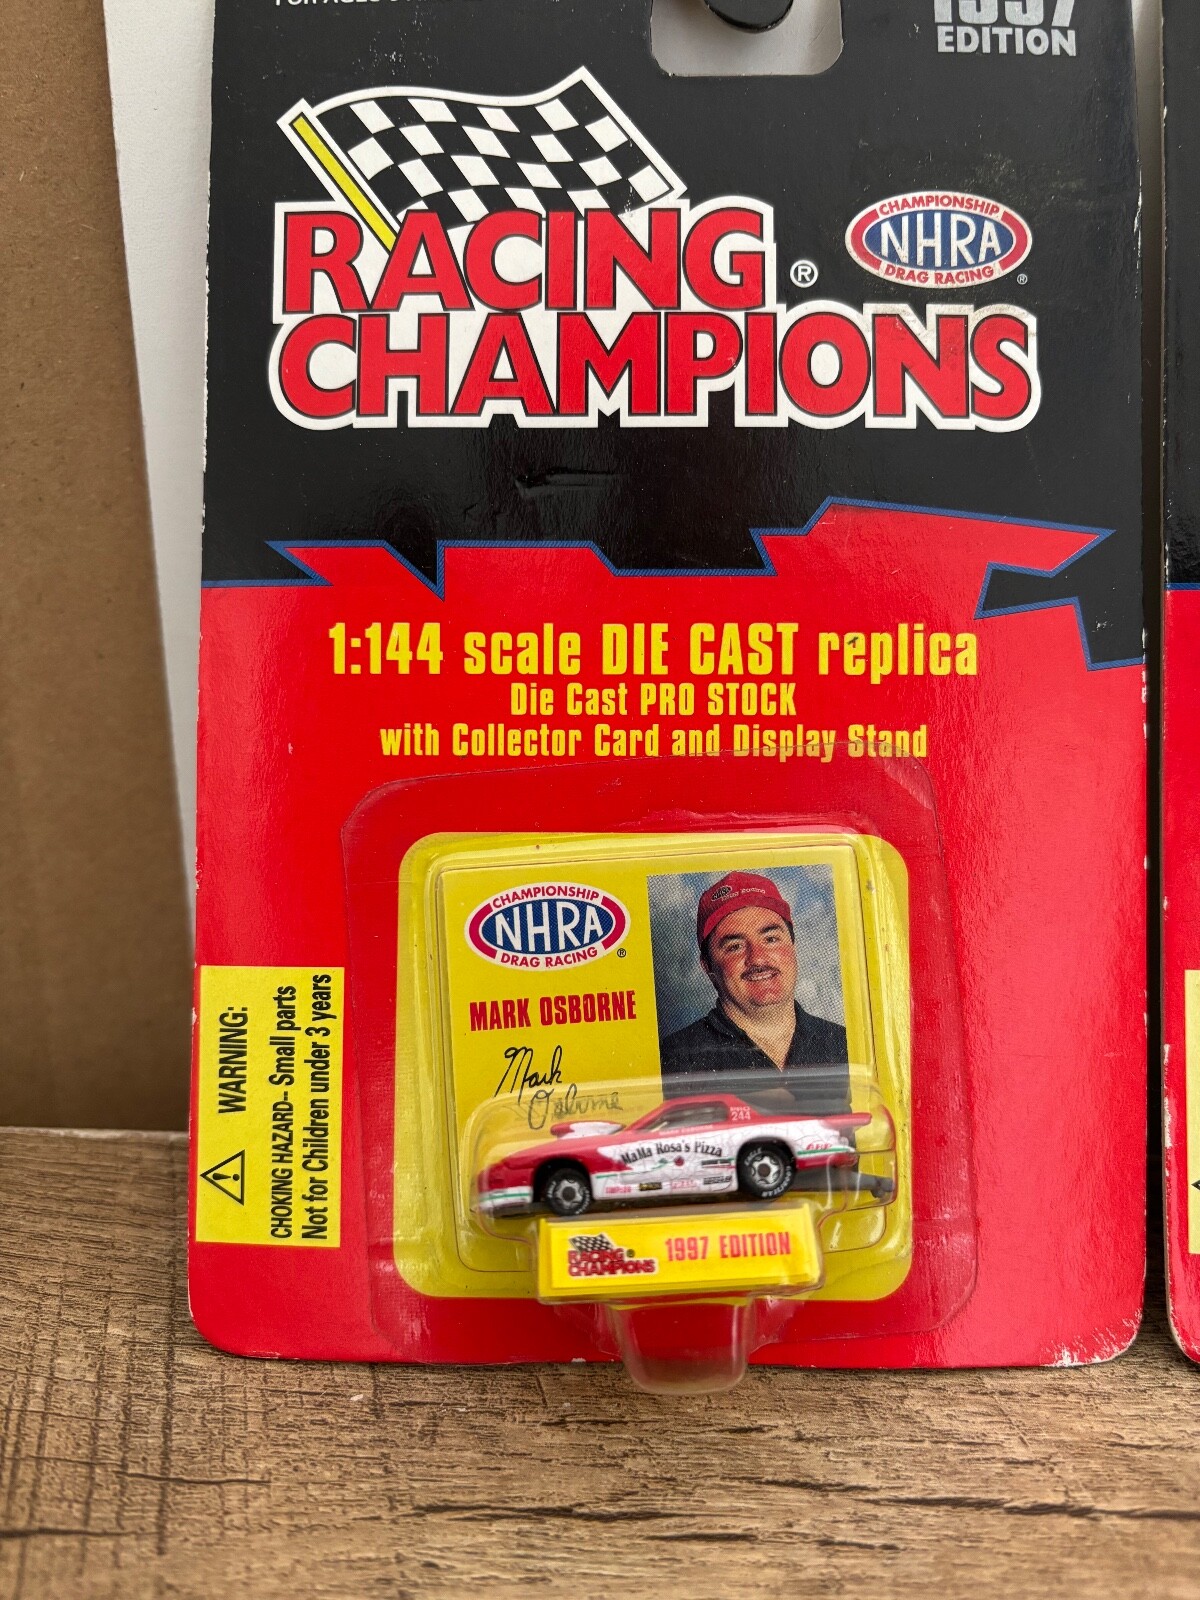 1997
EDITION
RACING
CHAMPIONS®
CHAMPIONSHIP
NHRA
DRAG RACING ®
1:144 scale DIE CAST replica
Die Cast PRO STOCK
with Collector Card and Display Stand
CHAMPIONSHIP
NHRA
DRAG RACING ®
MARK OSBORNE
Mark
Osborne
WARNING:
CHOKING HAZARD-- Small parts
Not for Children under 3 years
PRO
244
MaMa Rosa's Pizza
RACING
CHAMPIONS®
1997 EDITION